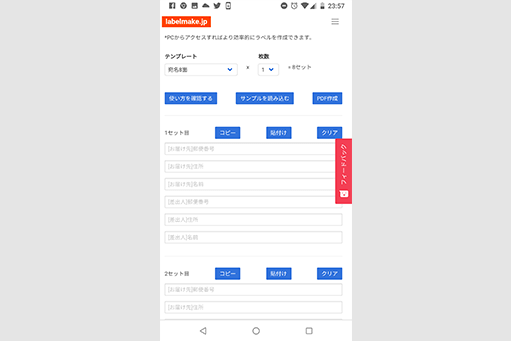 23:57
labelmake.jp
*PCからアクセスすればより効率的にラベルを作成できます。
テンプレート 枚数
宛名8面 x 1 =8セット
使い方を確認する サンプルを読み込む PDF作成
1セット目 コピー 貼付け クリア
[お届け先]郵便番号
[お届け先]住所
[お届け先]名前
[差出人]郵便番号
[差出人]住所
[差出人]名前
フィードバック
2セット目 コピー 貼付け クリア
[お届け先]郵便番号
[お届け先]住所